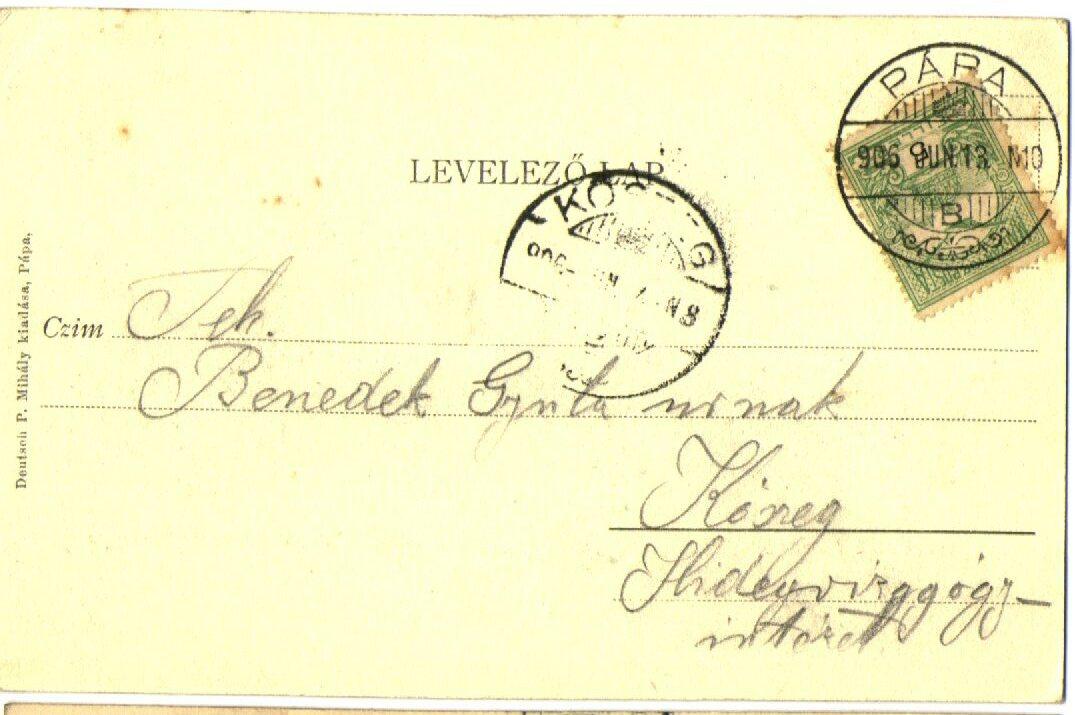 PÁPA
906 JUN.13. M10
B
LEVELEZŐ LAP
KŐSZEG
N8
Czim Tek.
Benedek Gyula urnak
Kőszeg
Hidegvizgyógy-
intézet
Deutsch P. Mihály kiadása, Pápa.